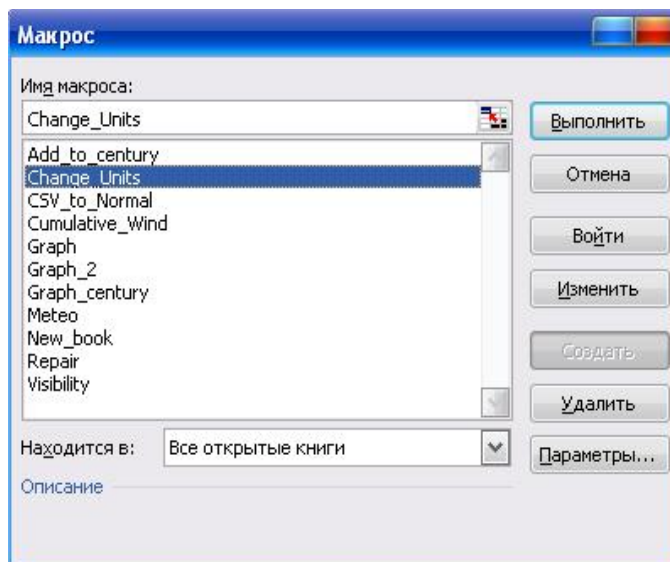 Макрос
Имя макроса:
Change_Units
Add_to_century
Change_Units
CSV_to_Normal
Cumulative_Wind
Graph
Graph_2
Graph_century
Meteo
New_book
Repair
Visibility
Находится в:
Все открытые книги
Описание
Выполнить
Отмена
Войти
Изменить
Создать
Удалить
Параметры...